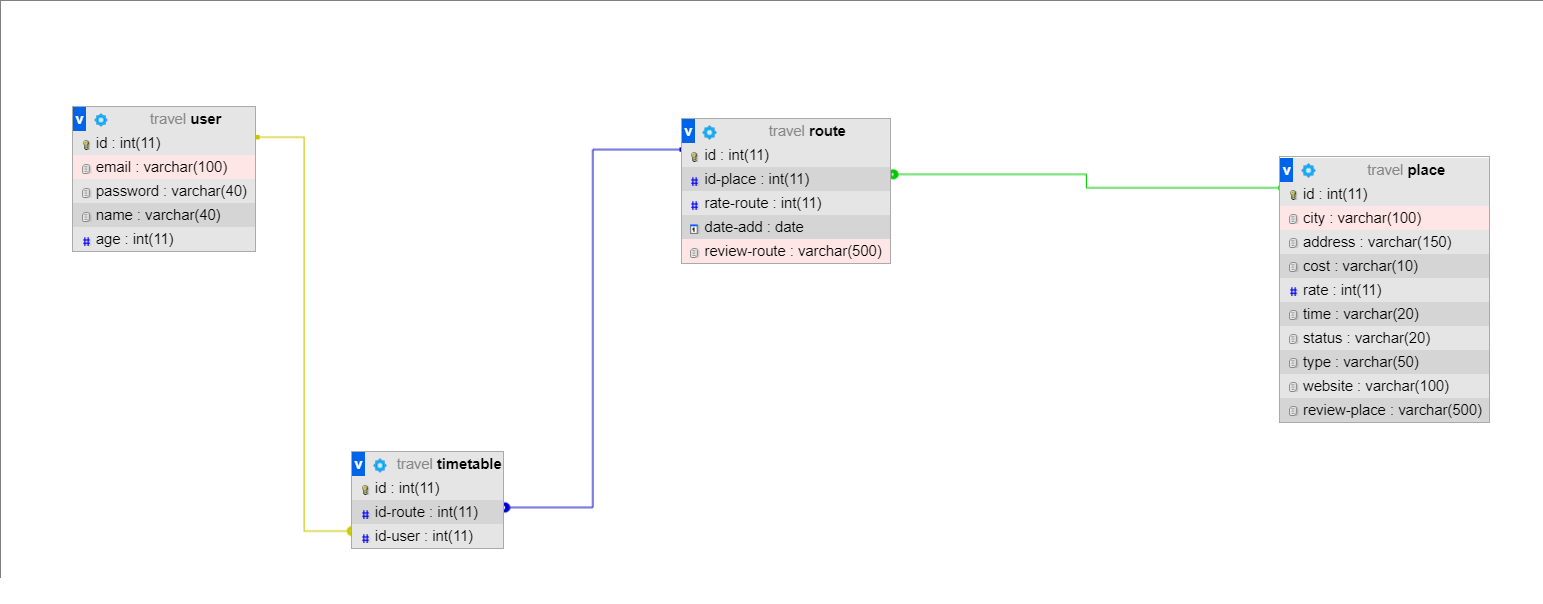 v travel user
id : int(11)
email : varchar(100)
password : varchar(40)
name : varchar(40)
age : int(11)
v travel route
id : int(11)
# id-place : int(11)
# rate-route : int(11)
date-add : date
review-route : varchar(500)
v travel place
id : int(11)
city : varchar(100)
address : varchar(150)
cost : varchar(10)
# rate : int(11)
time : varchar(20)
status : varchar(20)
type : varchar(50)
website : varchar(100)
review-place : varchar(500)
v travel timetable
id : int(11)
# id-route : int(11)
# id-user : int(11)